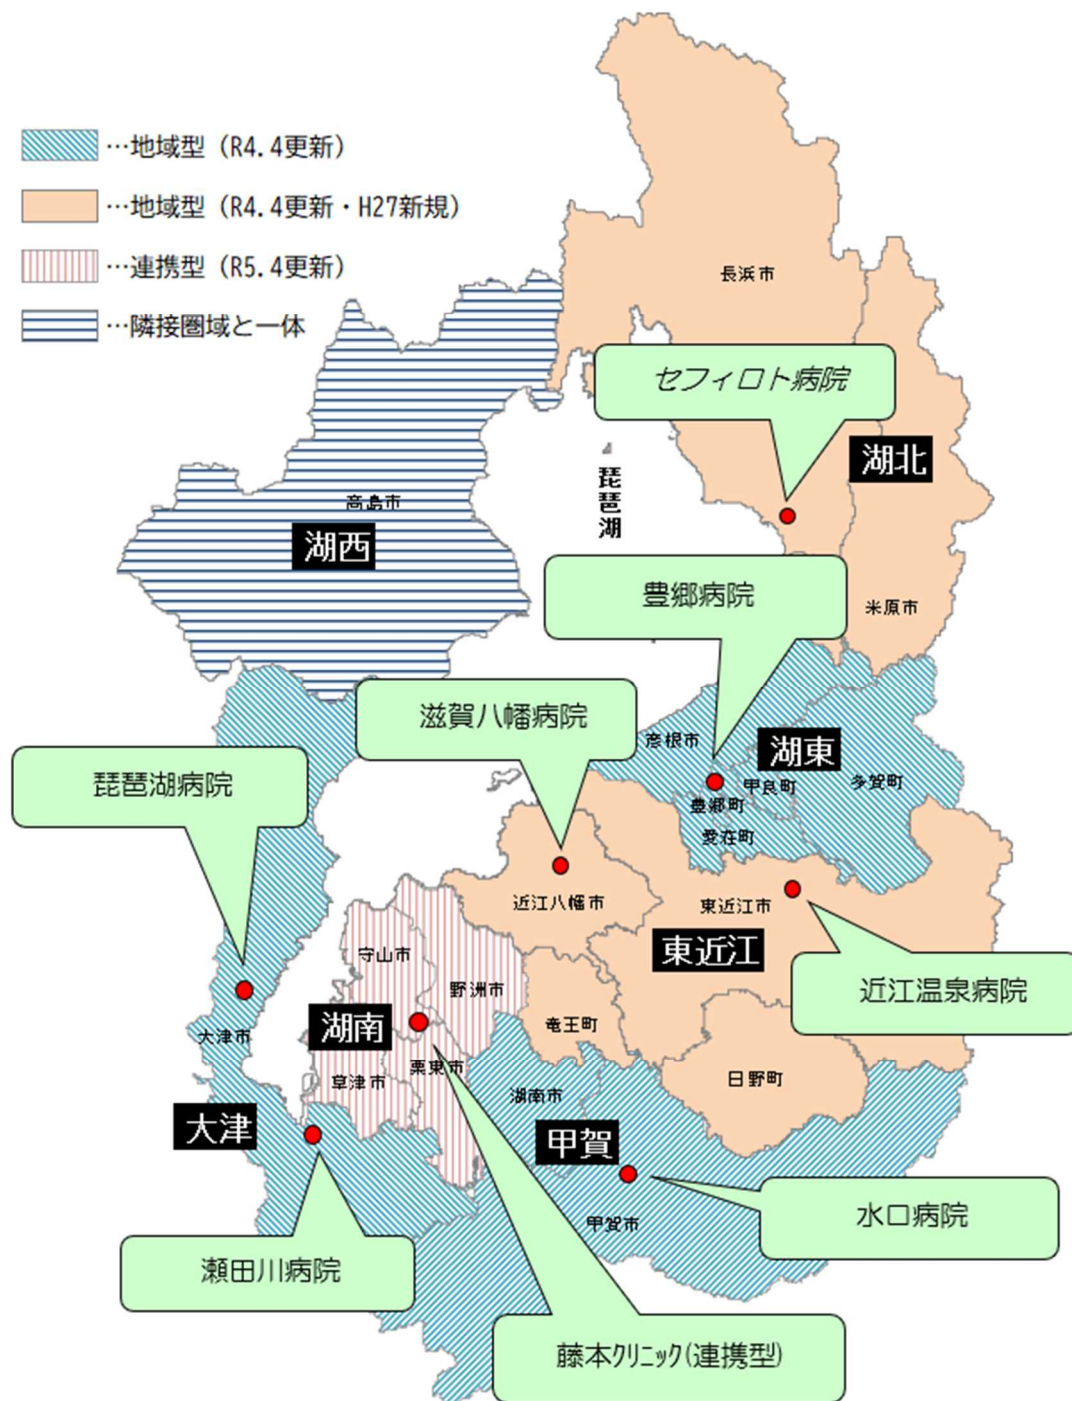 …地域型（R4.4更新）
…地域型（R4.4更新・H27新規）
…連携型（R5.4更新）
…隣接圏域と一体
長浜市
セフィロト病院
湖北
琵琶湖
高島市
湖西
豊郷病院
米原市
滋賀八幡病院
彦根市
湖東
琵琶湖病院
甲良町
多賀町
豊郷町
愛荘町
近江八幡市
東近江市
守山市
東近江
野洲市
近江温泉病院
湖南
竜王町
大津市
栗東市
草津市
日野町
湖南市
大津
甲賀
水口病院
甲賀市
瀬田川病院
藤本クリニック(連携型)